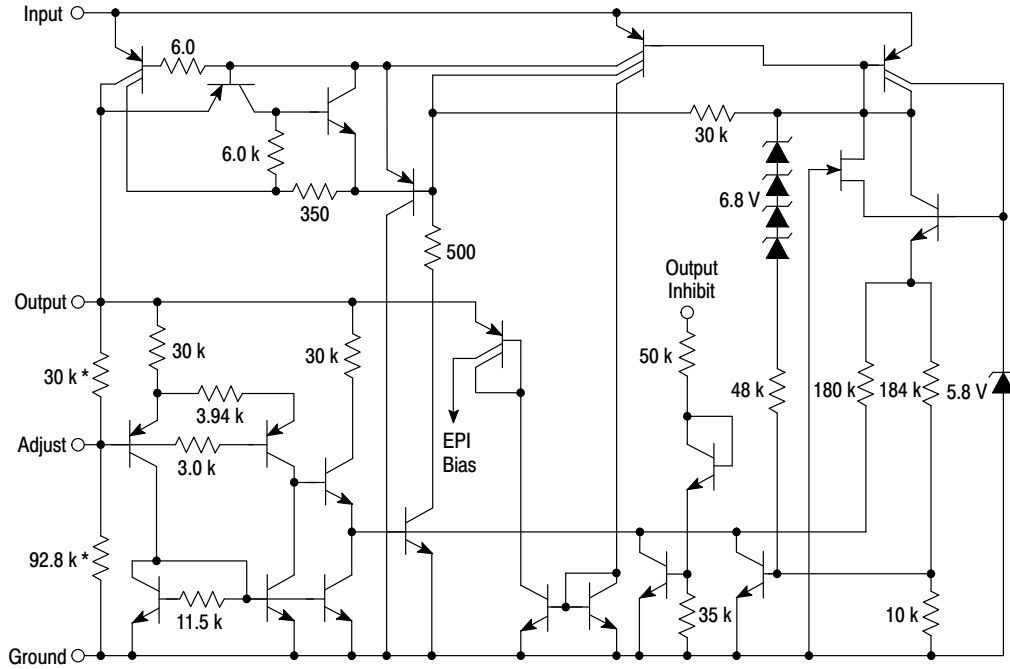 Input
6.0
6.0 k
350
30 k
6.8 V
500
Output
Inhibit
Output
30 k
30 k *
30 k
50 k
3.94 k
48 k
180 k
184 k
5.8 V
Adjust
3.0 k
EPI
Bias
92.8 k *
11.5 k
35 k
10 k
Ground